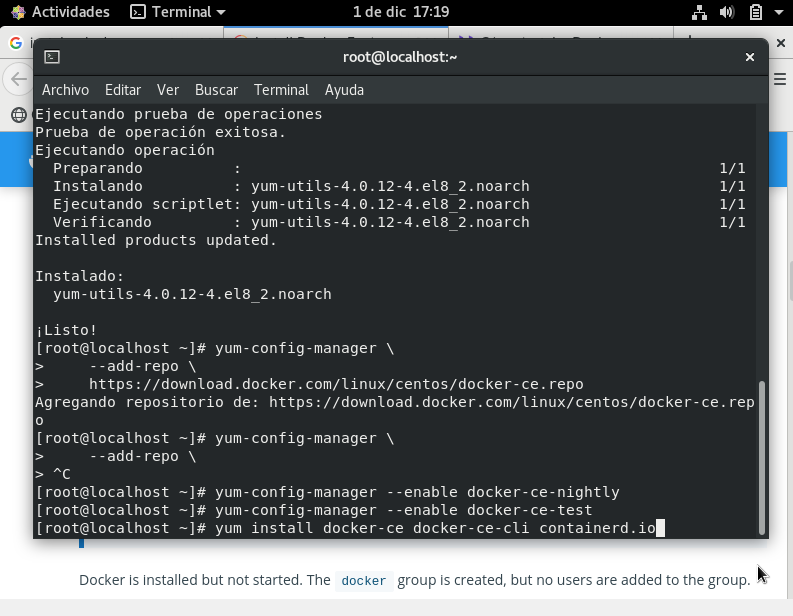 Actividades Terminal 1 de dic 17:19
root@localhost:~
Archivo Editar Ver Buscar Terminal Ayuda
Ejecutando prueba de operaciones
Prueba de operación exitosa.
Ejecutando operación
Preparando : 1/1
Instalando : yum-utils-4.0.12-4.el8_2.noarch 1/1
Ejecutando scriptlet: yum-utils-4.0.12-4.el8_2.noarch 1/1
Verificando : yum-utils-4.0.12-4.el8_2.noarch 1/1
Installed products updated.
Instalado:
yum-utils-4.0.12-4.el8_2.noarch
¡Listo!
[root@localhost ~]# yum-config-manager \
> --add-repo \
> https://download.docker.com/linux/centos/docker-ce.repo
Agregando repositorio de: https://download.docker.com/linux/centos/docker-ce.rep
o
[root@localhost ~]# yum-config-manager \
> --add-repo \
> ^C
[root@localhost ~]# yum-config-manager --enable docker-ce-nightly
[root@localhost ~]# yum-config-manager --enable docker-ce-test
[root@localhost ~]# yum install docker-ce docker-ce-cli containerd.io
Docker is installed but not started. The docker group is created, but no users are added to the group.